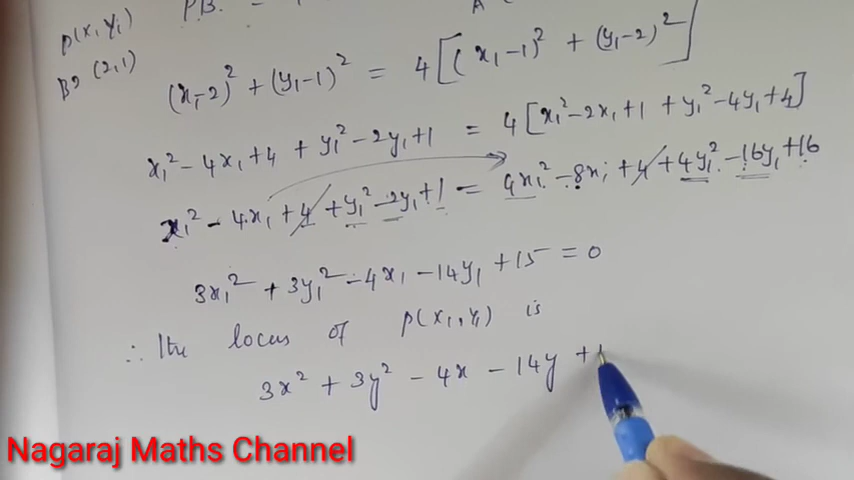 P(x₁ y₁)
P.B.
A
B? (2,1)
(x₁-2)² + (y₁-1)² = 4[(x₁-1)² + (y₁-2)²]
x₁² - 4x₁ + 4 + y₁² - 2y₁ + 1 = 4[x₁² - 2x₁ + 1 + y₁² - 4y₁ + 4]
x₁² - 4x₁ + 4 + y₁² - 2y₁ + 1 = 4x₁² - 8x₁ + 4 + 4y₁² - 16y₁ + 16
3x₁² + 3y₁² - 4x₁ - 14y₁ + 15 = 0
∴ The locus of P(x₁, y₁) is
3x² + 3y² - 4x - 14y + 1
Nagaraj Maths Channel